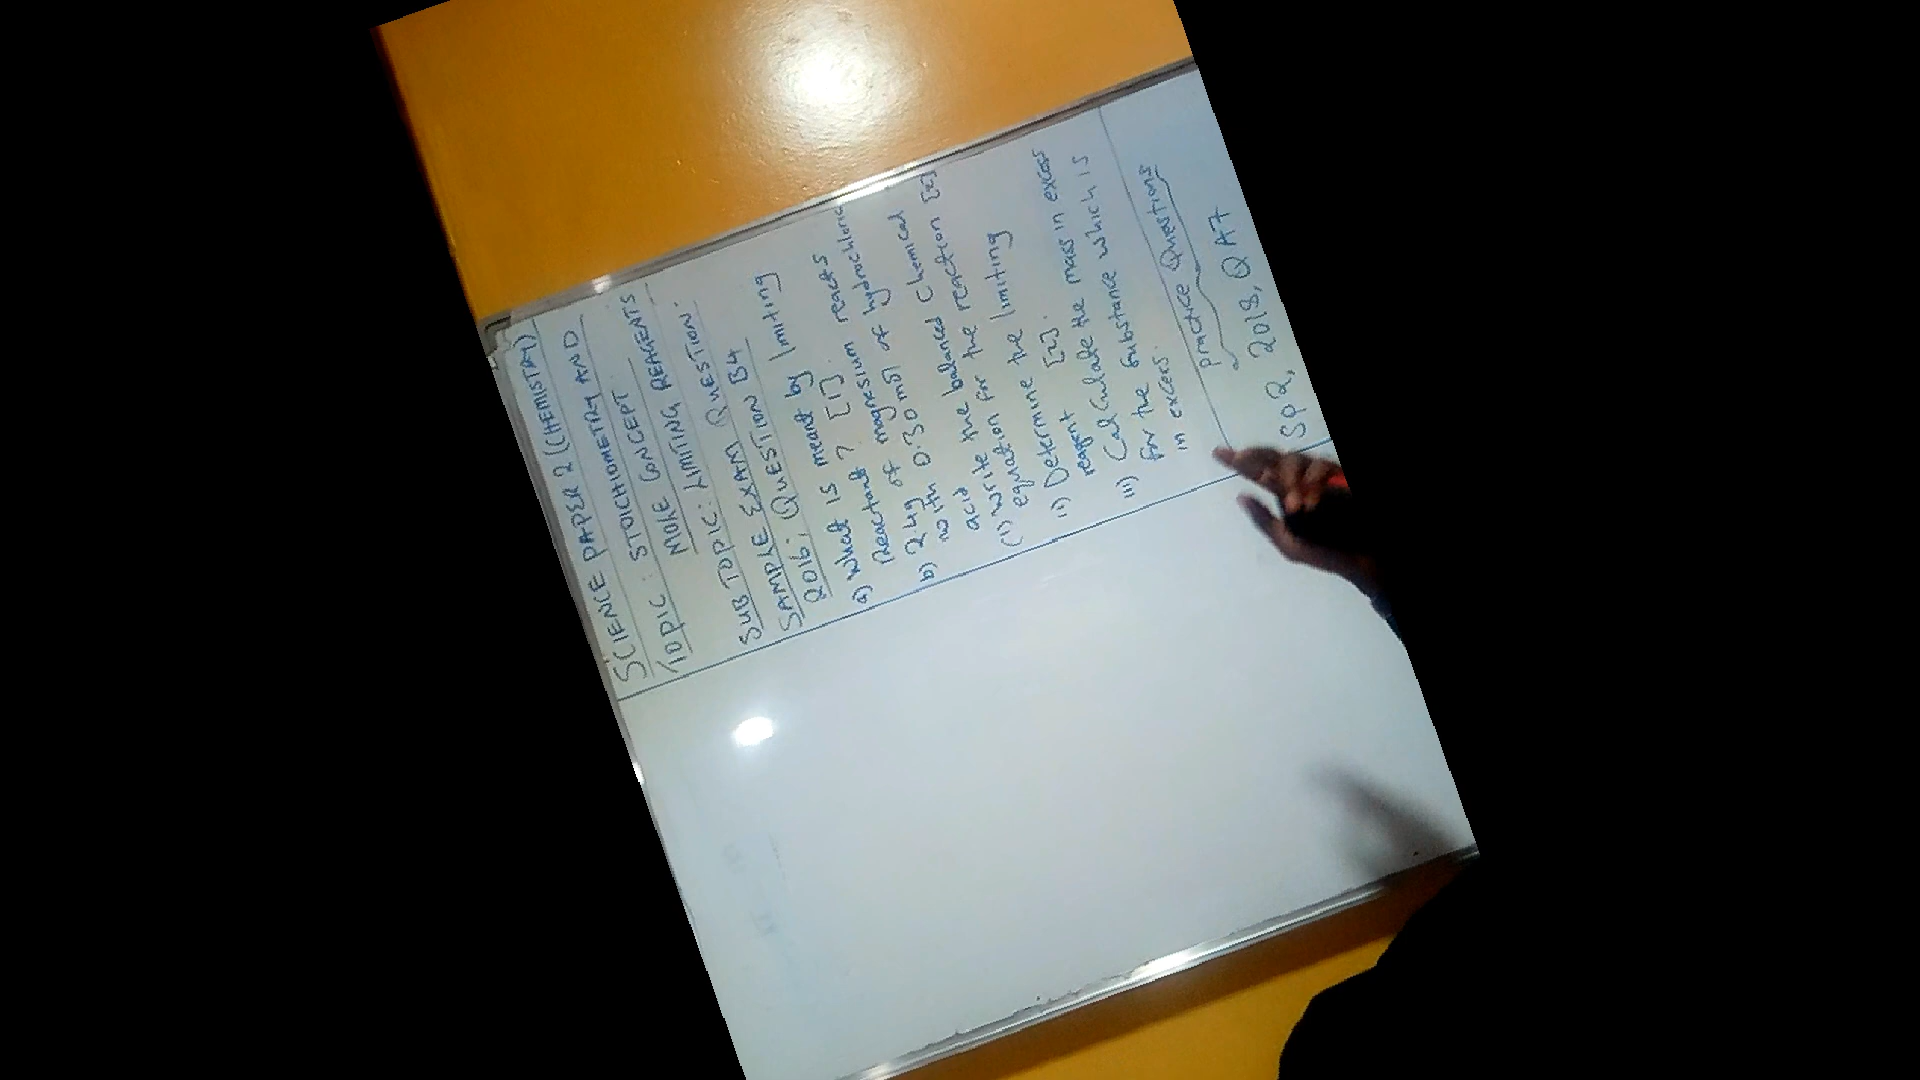 SCIENCE PAPER 2 (CHEMISTRY)
TOPIC: STOICHIOMETRY AND
MOLE CONCEPT
SUB TOPIC: LIMITING REAGENTS
SAMPLE EXAM QUESTION.
2016; QUESTION B4
a) What is meant by limiting
Reactant? [1]
b) 2.4g of magnesium reacts
with 0.30 mol of hydrochloric
acid
(i) Write the balanced Chemical
equation for the reaction [2]
ii) Determine the limiting
reagent [2].
iii) Calculate the mass in excess
for the substance which is
in excess.
practice Questions
SP2, 2018, Q A7